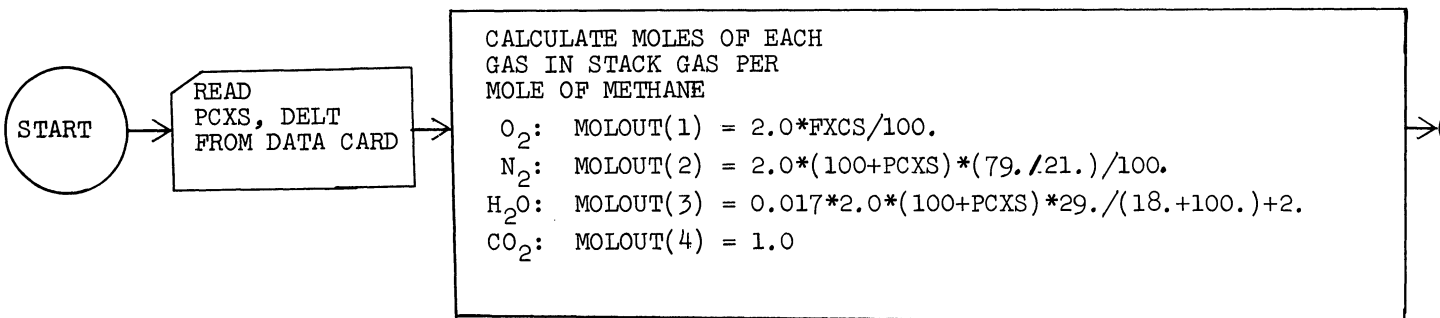 START
READ
PCXS, DELT
FROM DATA CARD
CALCULATE MOLES OF EACH
GAS IN STACK GAS PER
MOLE OF METHANE
O₂: MOLOUT(1) = 2.0*FXCS/100.
N₂: MOLOUT(2) = 2.0*(100+PCXS)*(79./21.)/100.
H₂O: MOLOUT(3) = 0.017*2.0*(100+PCXS)*29./(18.+100.)+2.
CO₂: MOLOUT(4) = 1.0